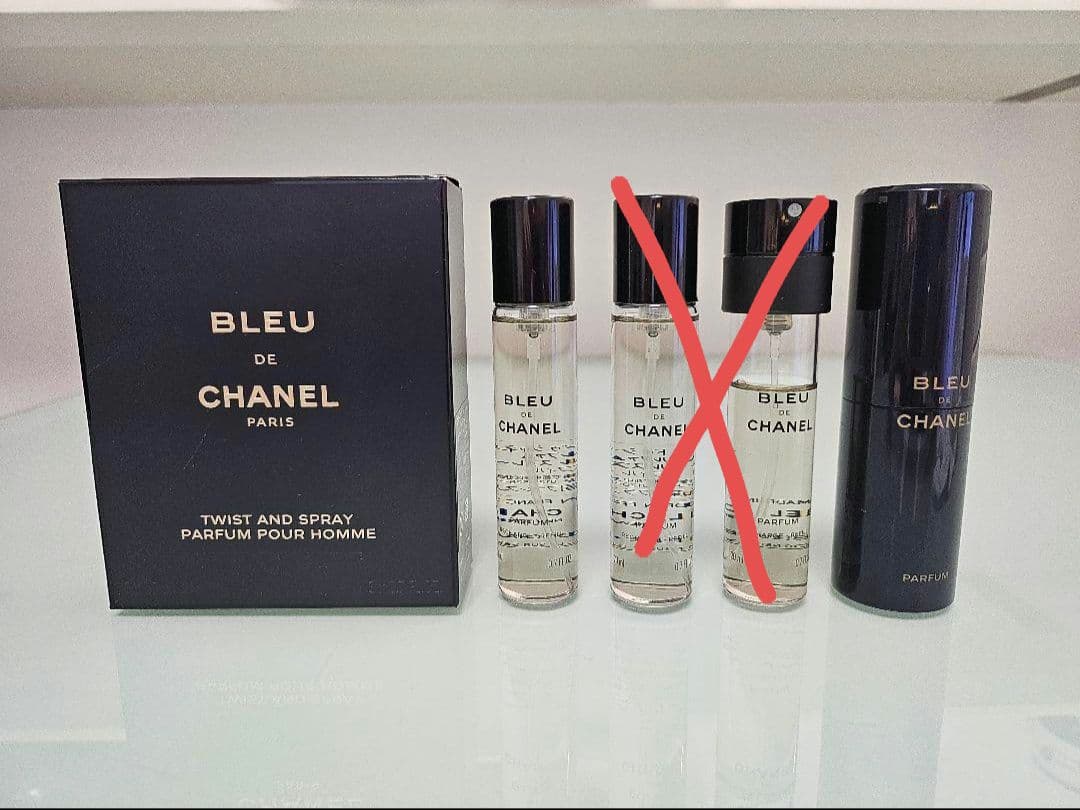 BLEU
DE
CHANEL
PARIS
TWIST AND SPRAY
PARFUM POUR HOMME
BLEU
DE
CHANEL
PARFUM
BLEU
DE
CHANEL
BLEU
DE
CHANEL
PARFUM
BLEU
DE
CHANEL
PARFUM